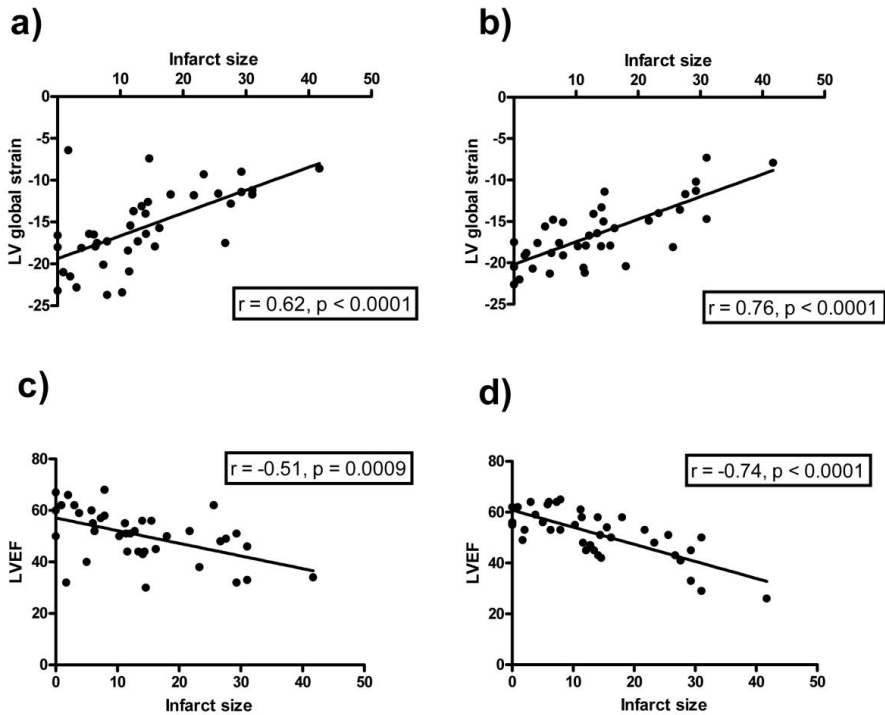 a)
Infarct size
10 20 30 40 50
0
-5
-10
-15
-20
-25
LV global strain
r = 0.62, p < 0.0001
b)
Infarct size
10 20 30 40 50
0
-5
-10
-15
-20
-25
LV global strain
r = 0.76, p < 0.0001
c)
80
60
40
20
0
LVEF
r = -0.51, p = 0.0009
0 10 20 30 40 50
Infarct size
d)
80
60
40
20
0
LVEF
r = -0.74, p < 0.0001
0 10 20 30 40 50
Infarct size